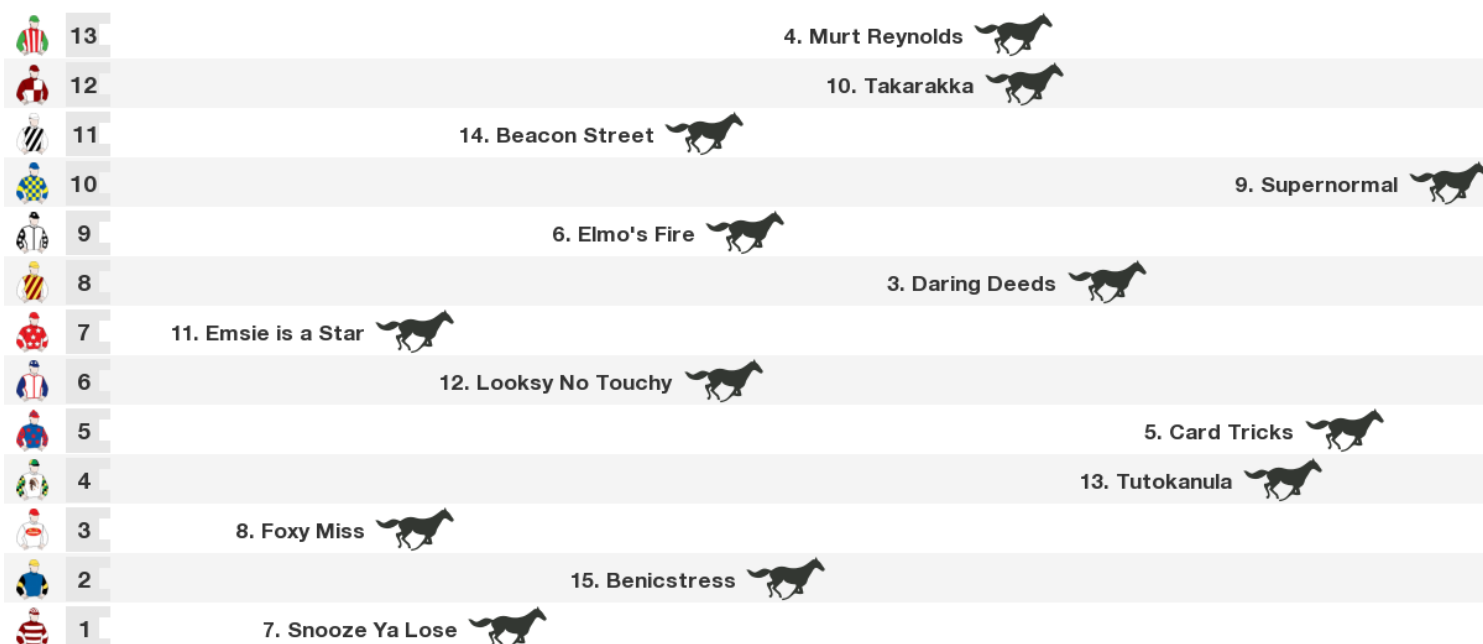 13 4. Murt Reynolds
12 10. Takarakka
11 14. Beacon Street
10 9. Supernormal
9 6. Elmo's Fire
8 3. Daring Deeds
7 11. Emsie is a Star
6 12. Looksy No Touchy
5 5. Card Tricks
4 13. Tutokanula
3 8. Foxy Miss
2 15. Benicstress
1 7. Snooze Ya Lose